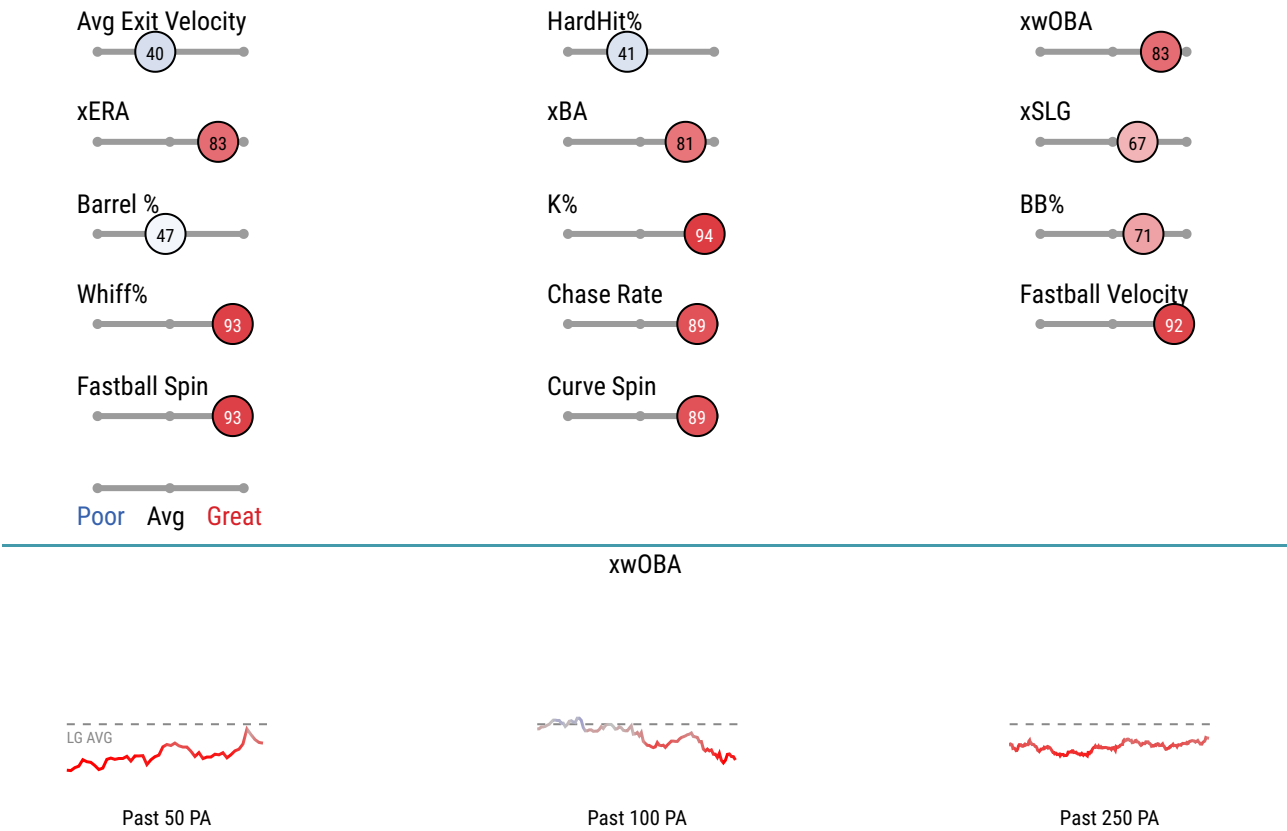 Avg Exit Velocity
40
HardHit%
41
xwOBA
83
xERA
83
xBA
81
xSLG
67
Barrel %
47
K%
94
BB%
71
Whiff%
93
Chase Rate
89
Fastball Velocity
92
Fastball Spin
93
Curve Spin
89
Poor Avg Great
xwOBA
LG AVG
Past 50 PA
Past 100 PA
Past 250 PA